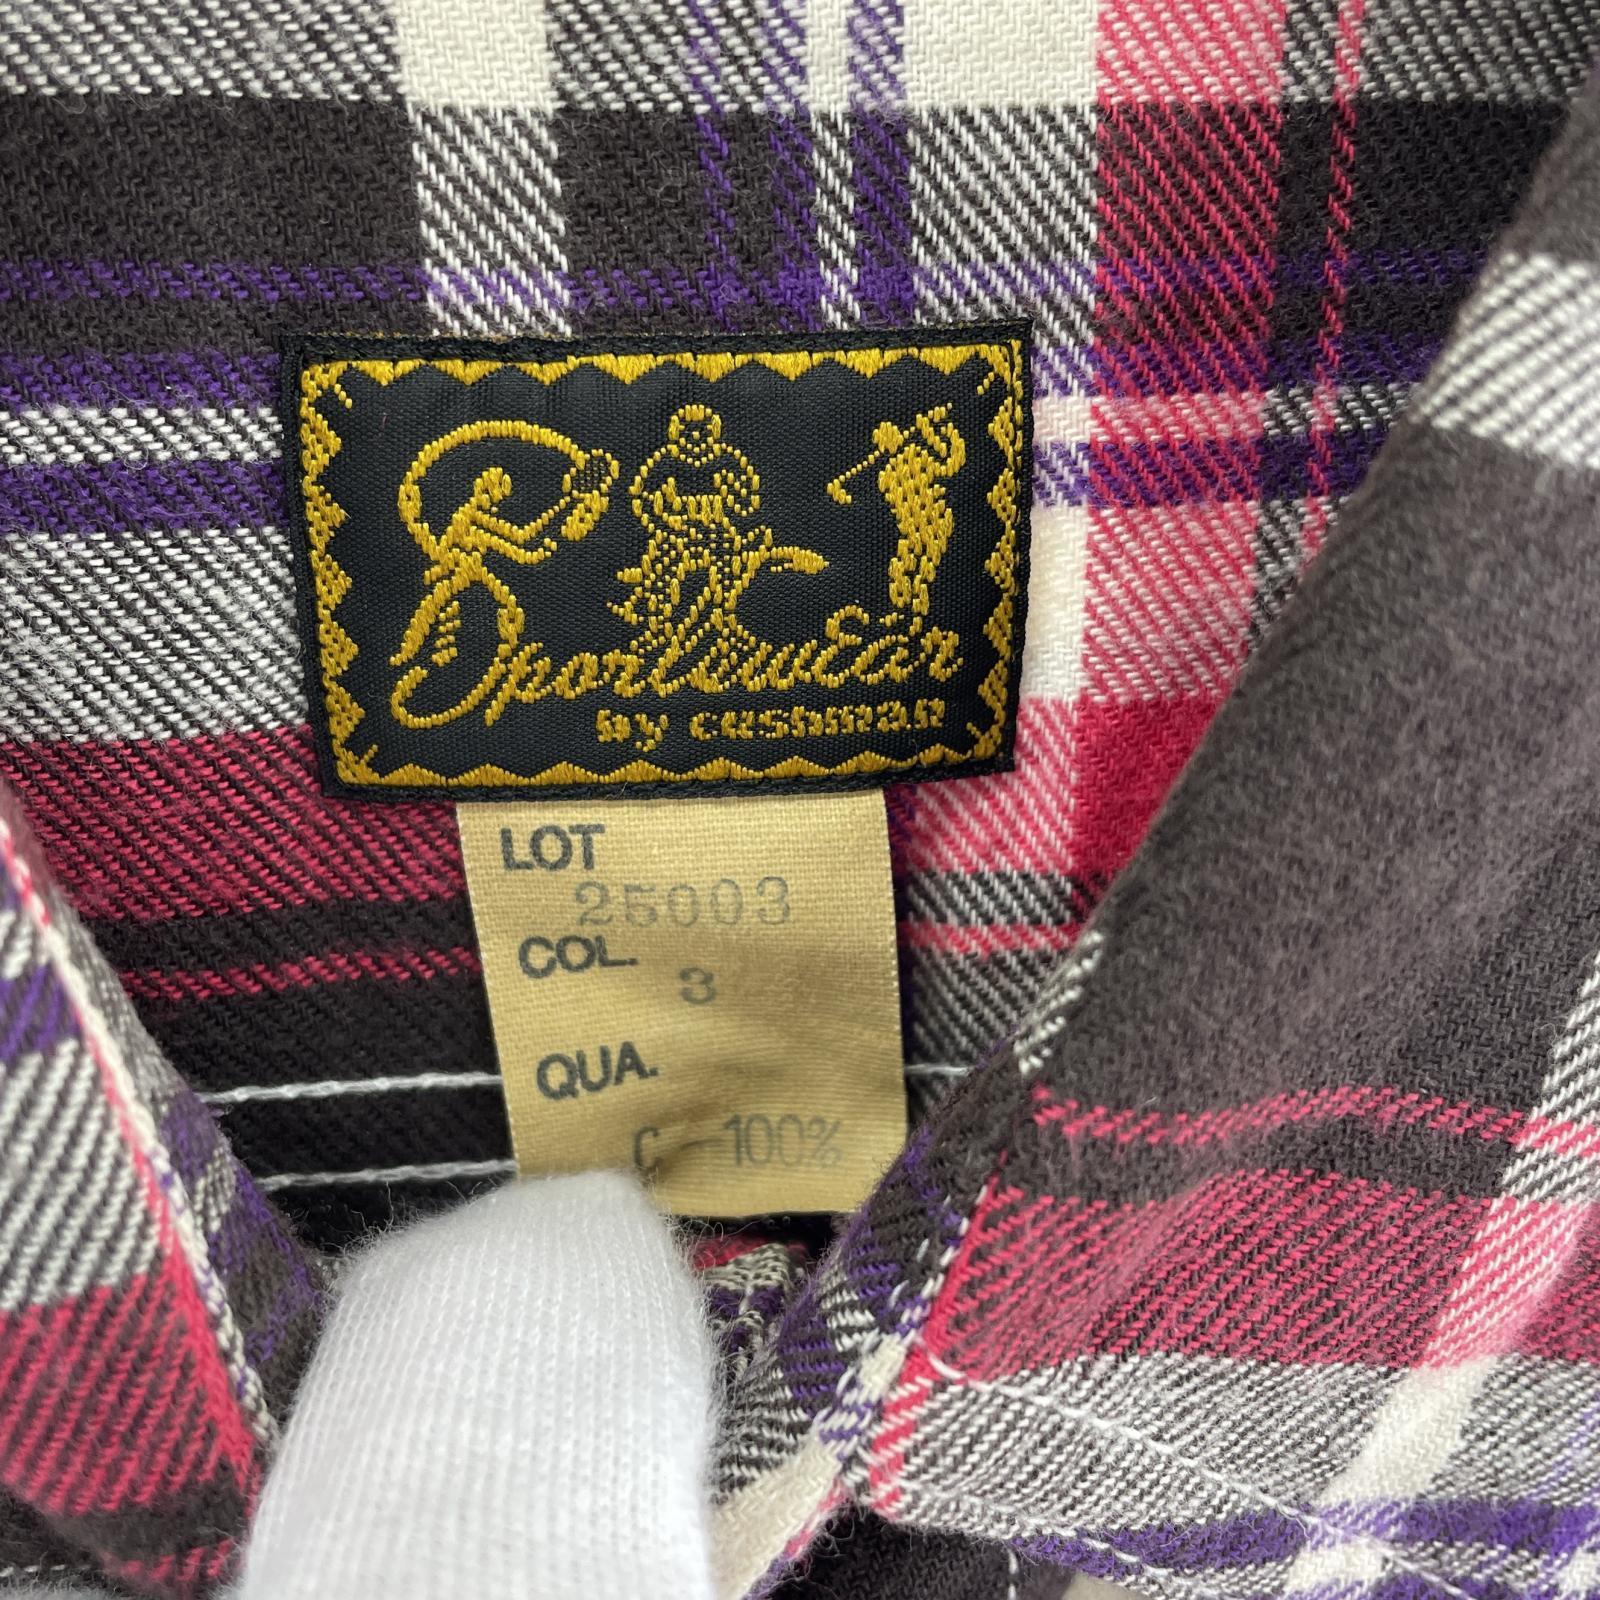 SportswEar
by cushman
LOT
25003
COL.
3
QUA.
C -100%